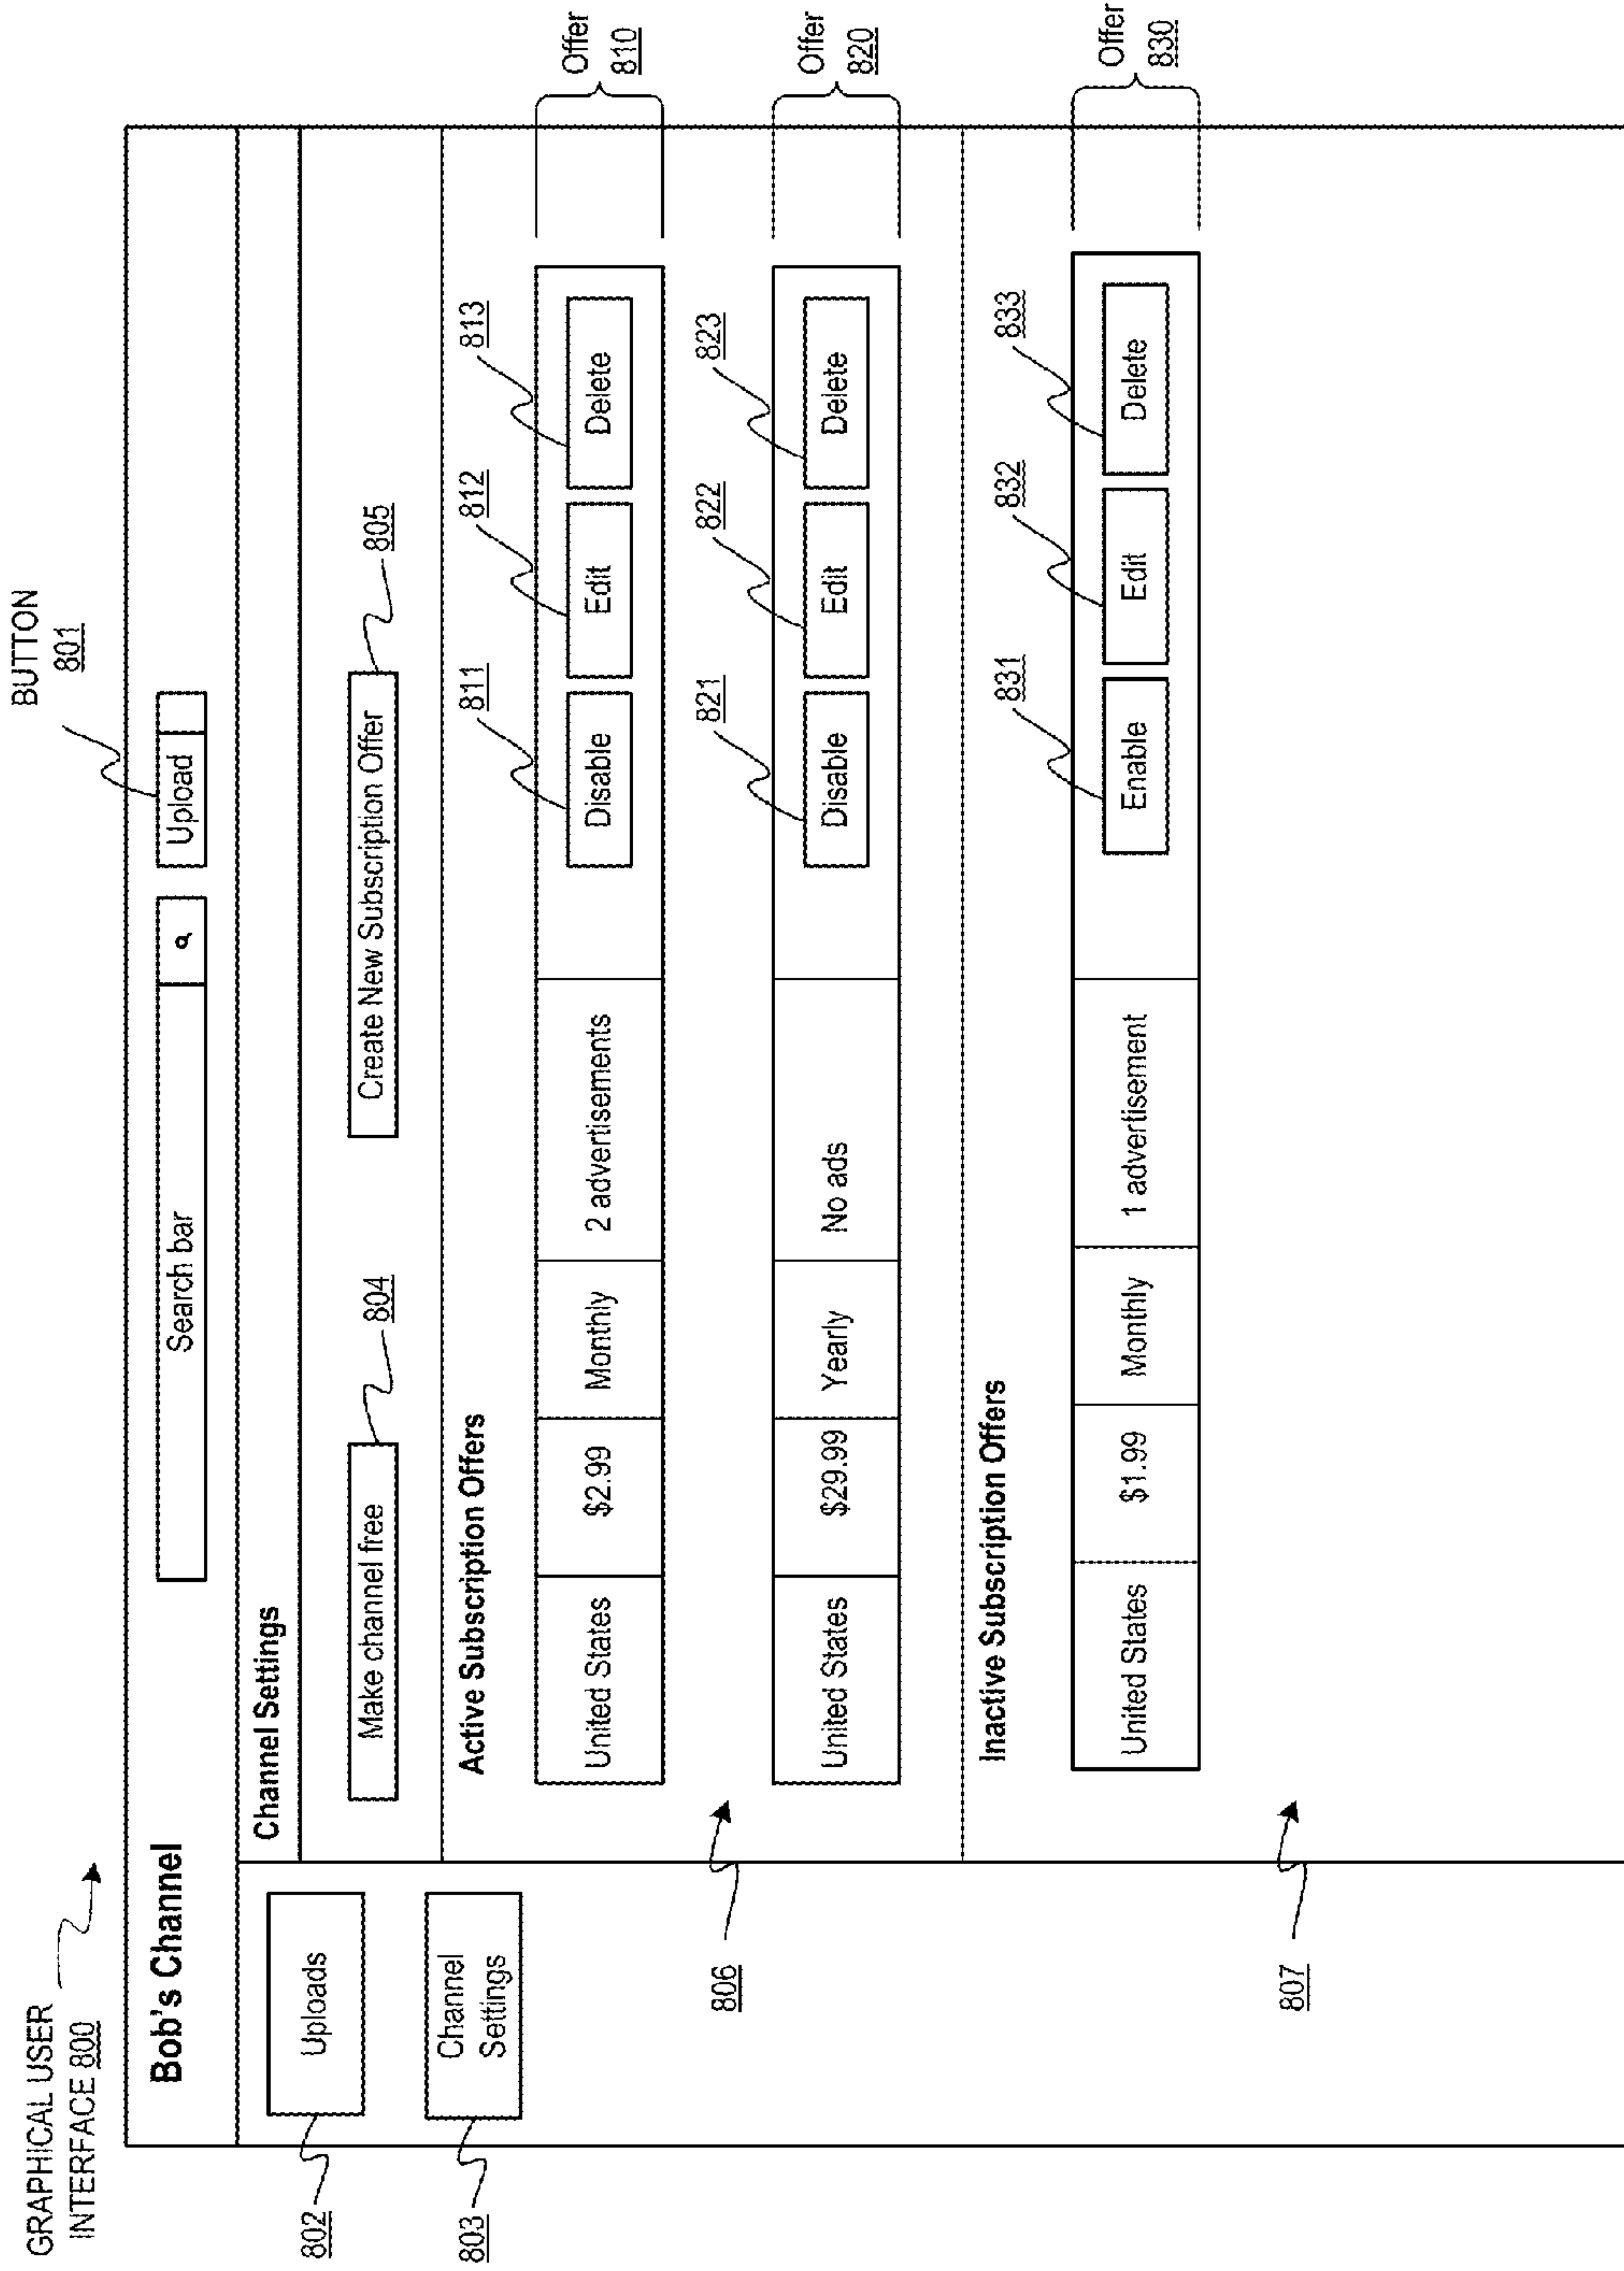 GRAPHICAL USER
INTERFACE 800
BUTTON
801
Bob's Channel
Search bar
Upload
802
Uploads
803
Channel
Settings
Channel Settings
Make channel free
804
Create New Subscription Offer
805
Active Subscription Offers
811
812
813
United States
$2.99
Monthly
2 advertisements
Disable
Edit
Delete
Offer
810
806
821
822
823
United States
$29.99
Yearly
No ads
Disable
Edit
Delete
Offer
820
Inactive Subscription Offers
831
832
833
United States
$1.99
Monthly
1 advertisement
Enable
Edit
Delete
Offer
830
807